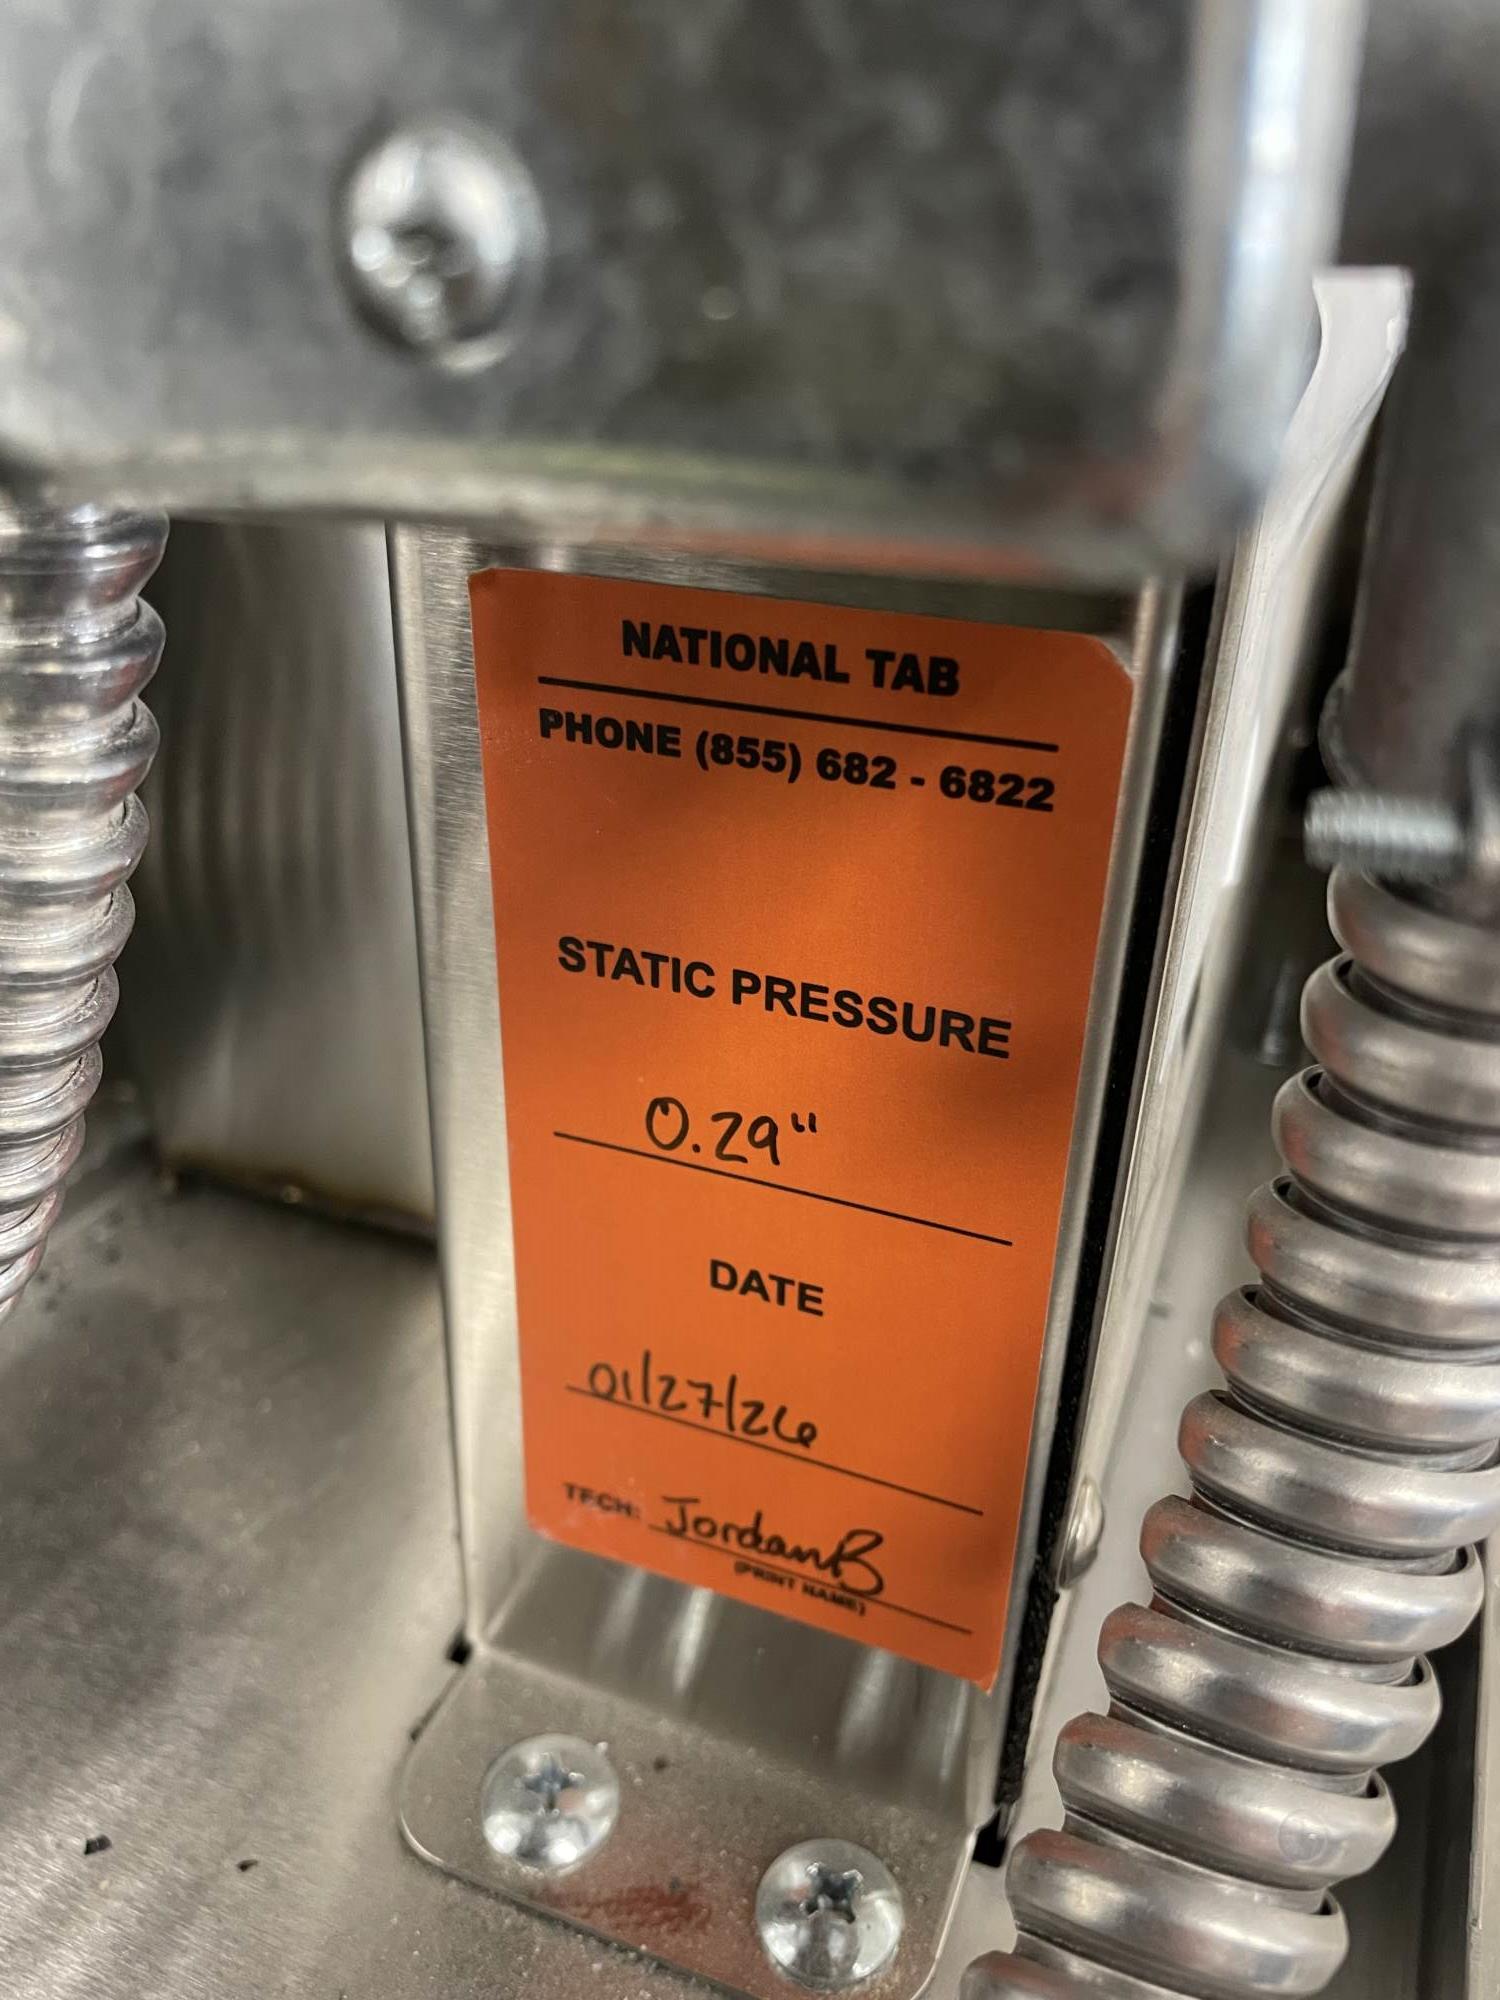 NATIONAL TAB
PHONE (855) 682 - 6822
STATIC PRESSURE
0.29"
DATE
01/27/26
TECH: JordanB
(PRINT NAME)